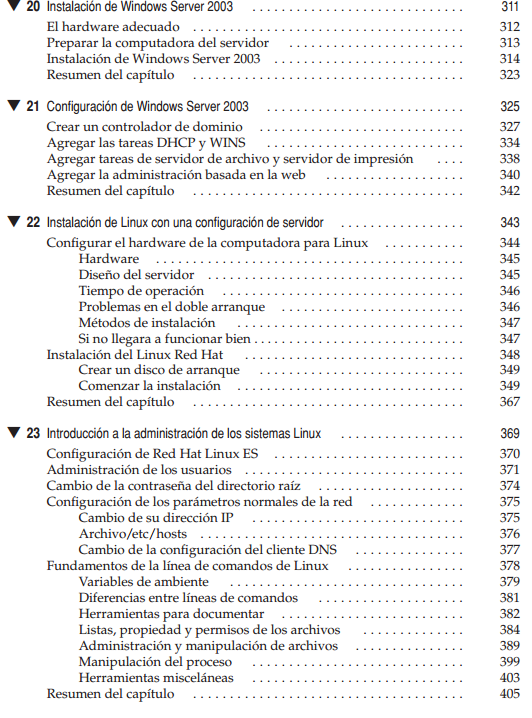 ▼ 20 Instalación de Windows Server 2003 . . . . . . . . . . . . . . . . . . . . . . . . . 311
El hardware adecuado . . . . . . . . . . . . . . . . . . . . . . . . . . . . 312
Preparar la computadora del servidor . . . . . . . . . . . . . . . . . . 313
Instalación de Windows Server 2003 . . . . . . . . . . . . . . . . . . . 314
Resumen del capítulo . . . . . . . . . . . . . . . . . . . . . . . . . . . . 323
▼ 21 Configuración de Windows Server 2003 . . . . . . . . . . . . . . . . . . . . . . . 325
Crear un controlador de dominio . . . . . . . . . . . . . . . . . . . . . 327
Agregar las tareas DHCP y WINS . . . . . . . . . . . . . . . . . . . . . 334
Agregar tareas de servidor de archivo y servidor de impresión . . . . 338
Agregar la administración basada en la web . . . . . . . . . . . . . . 340
Resumen del capítulo . . . . . . . . . . . . . . . . . . . . . . . . . . . . 342
▼ 22 Instalación de Linux con una configuración de servidor . . . . . . . . . . . . . . . 343
Configurar el hardware de la computadora para Linux . . . . . . . . . 344
Hardware . . . . . . . . . . . . . . . . . . . . . . . . . . . . . . . 345
Diseño del servidor . . . . . . . . . . . . . . . . . . . . . . . . . . 345
Tiempo de operación . . . . . . . . . . . . . . . . . . . . . . . . . 346
Problemas en el doble arranque . . . . . . . . . . . . . . . . . . . 346
Métodos de instalación . . . . . . . . . . . . . . . . . . . . . . . 347
Si no llegara a funcionar bien . . . . . . . . . . . . . . . . . . . . . 347
Instalación del Linux Red Hat . . . . . . . . . . . . . . . . . . . . . . 348
Crear un disco de arranque . . . . . . . . . . . . . . . . . . . . . 349
Comenzar la instalación . . . . . . . . . . . . . . . . . . . . . . . 349
Resumen del capítulo . . . . . . . . . . . . . . . . . . . . . . . . . . . . 367
▼ 23 Introducción a la administración de los sistemas Linux . . . . . . . . . . . . . . . 369
Configuración de Red Hat Linux ES . . . . . . . . . . . . . . . . . . . 370
Administración de los usuarios . . . . . . . . . . . . . . . . . . . . . . 371
Cambio de la contraseña del directorio raíz . . . . . . . . . . . . . . . 374
Configuración de los parámetros normales de la red . . . . . . . . . . 375
Cambio de su dirección IP . . . . . . . . . . . . . . . . . . . . . . 375
Archivo/etc/hosts . . . . . . . . . . . . . . . . . . . . . . . . . . . 376
Cambio de la configuración del cliente DNS . . . . . . . . . . . . 377
Fundamentos de la línea de comandos de Linux . . . . . . . . . . . . 378
Variables de ambiente . . . . . . . . . . . . . . . . . . . . . . . . 379
Diferencias entre líneas de comandos . . . . . . . . . . . . . . . . 381
Herramientas para documentar . . . . . . . . . . . . . . . . . . . 382
Listas, propiedad y permisos de los archivos . . . . . . . . . . . . 384
Administración y manipulación de archivos . . . . . . . . . . . . 389
Manipulación del proceso . . . . . . . . . . . . . . . . . . . . . . 399
Herramientas misceláneas . . . . . . . . . . . . . . . . . . . . . . 403
Resumen del capítulo . . . . . . . . . . . . . . . . . . . . . . . . . . . . 405